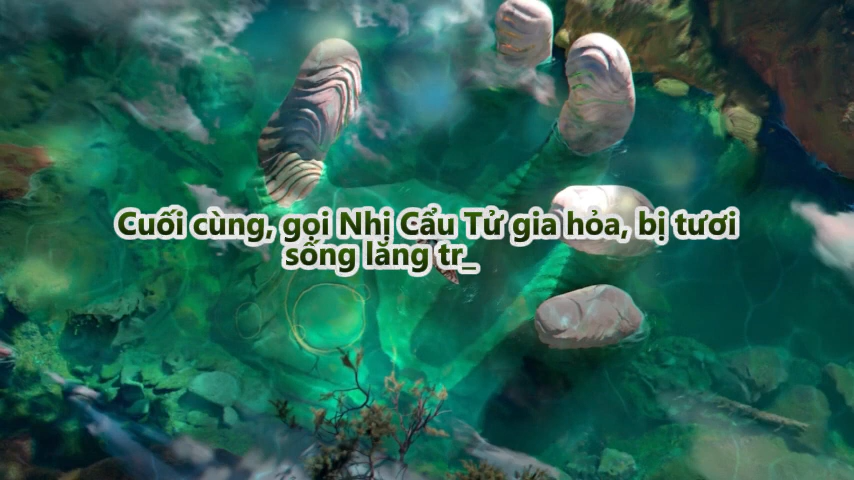 Cuối cùng, gọi Nhị Cẩu Tử gia hỏa, bị tươi
sống lăng tr_